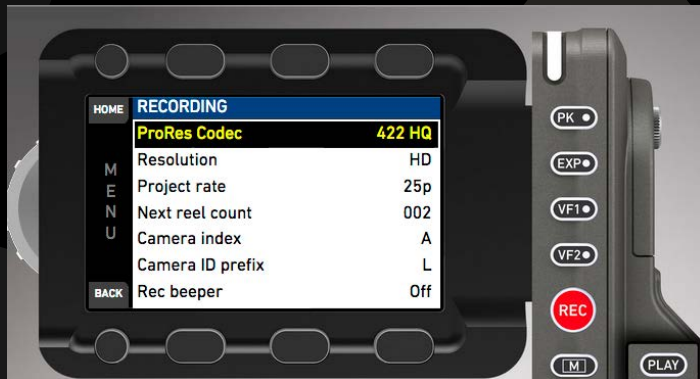 HOME RECORDING
ProRes Codec 422 HQ
Resolution HD
Project rate 25p
Next reel count 002
Camera index A
Camera ID prefix L
Rec beeper Off
MENU
BACK
PK
EXP
VF1
VF2
REC
M
PLAY